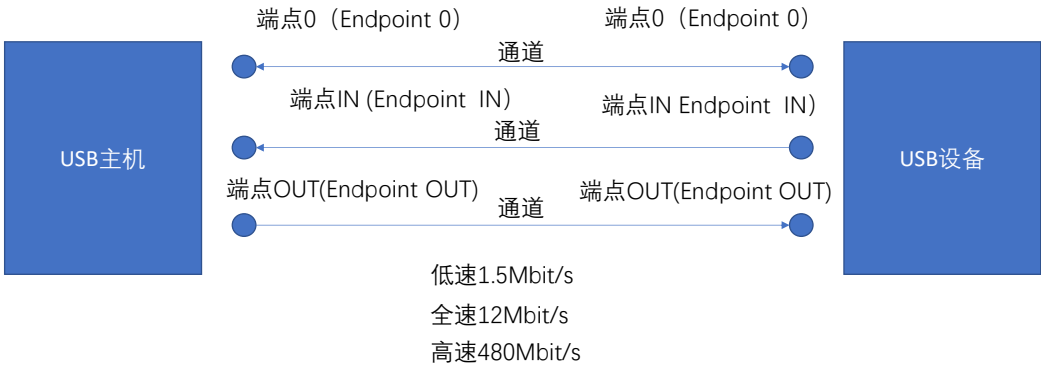 端点0（Endpoint 0）
端点0（Endpoint 0）
通道
端点IN (Endpoint  IN）
端点IN Endpoint  IN）
通道
USB主机
USB设备
端点OUT(Endpoint OUT)
端点OUT(Endpoint OUT)
通道
低速1.5Mbit/s
全速12Mbit/s
高速480Mbit/s